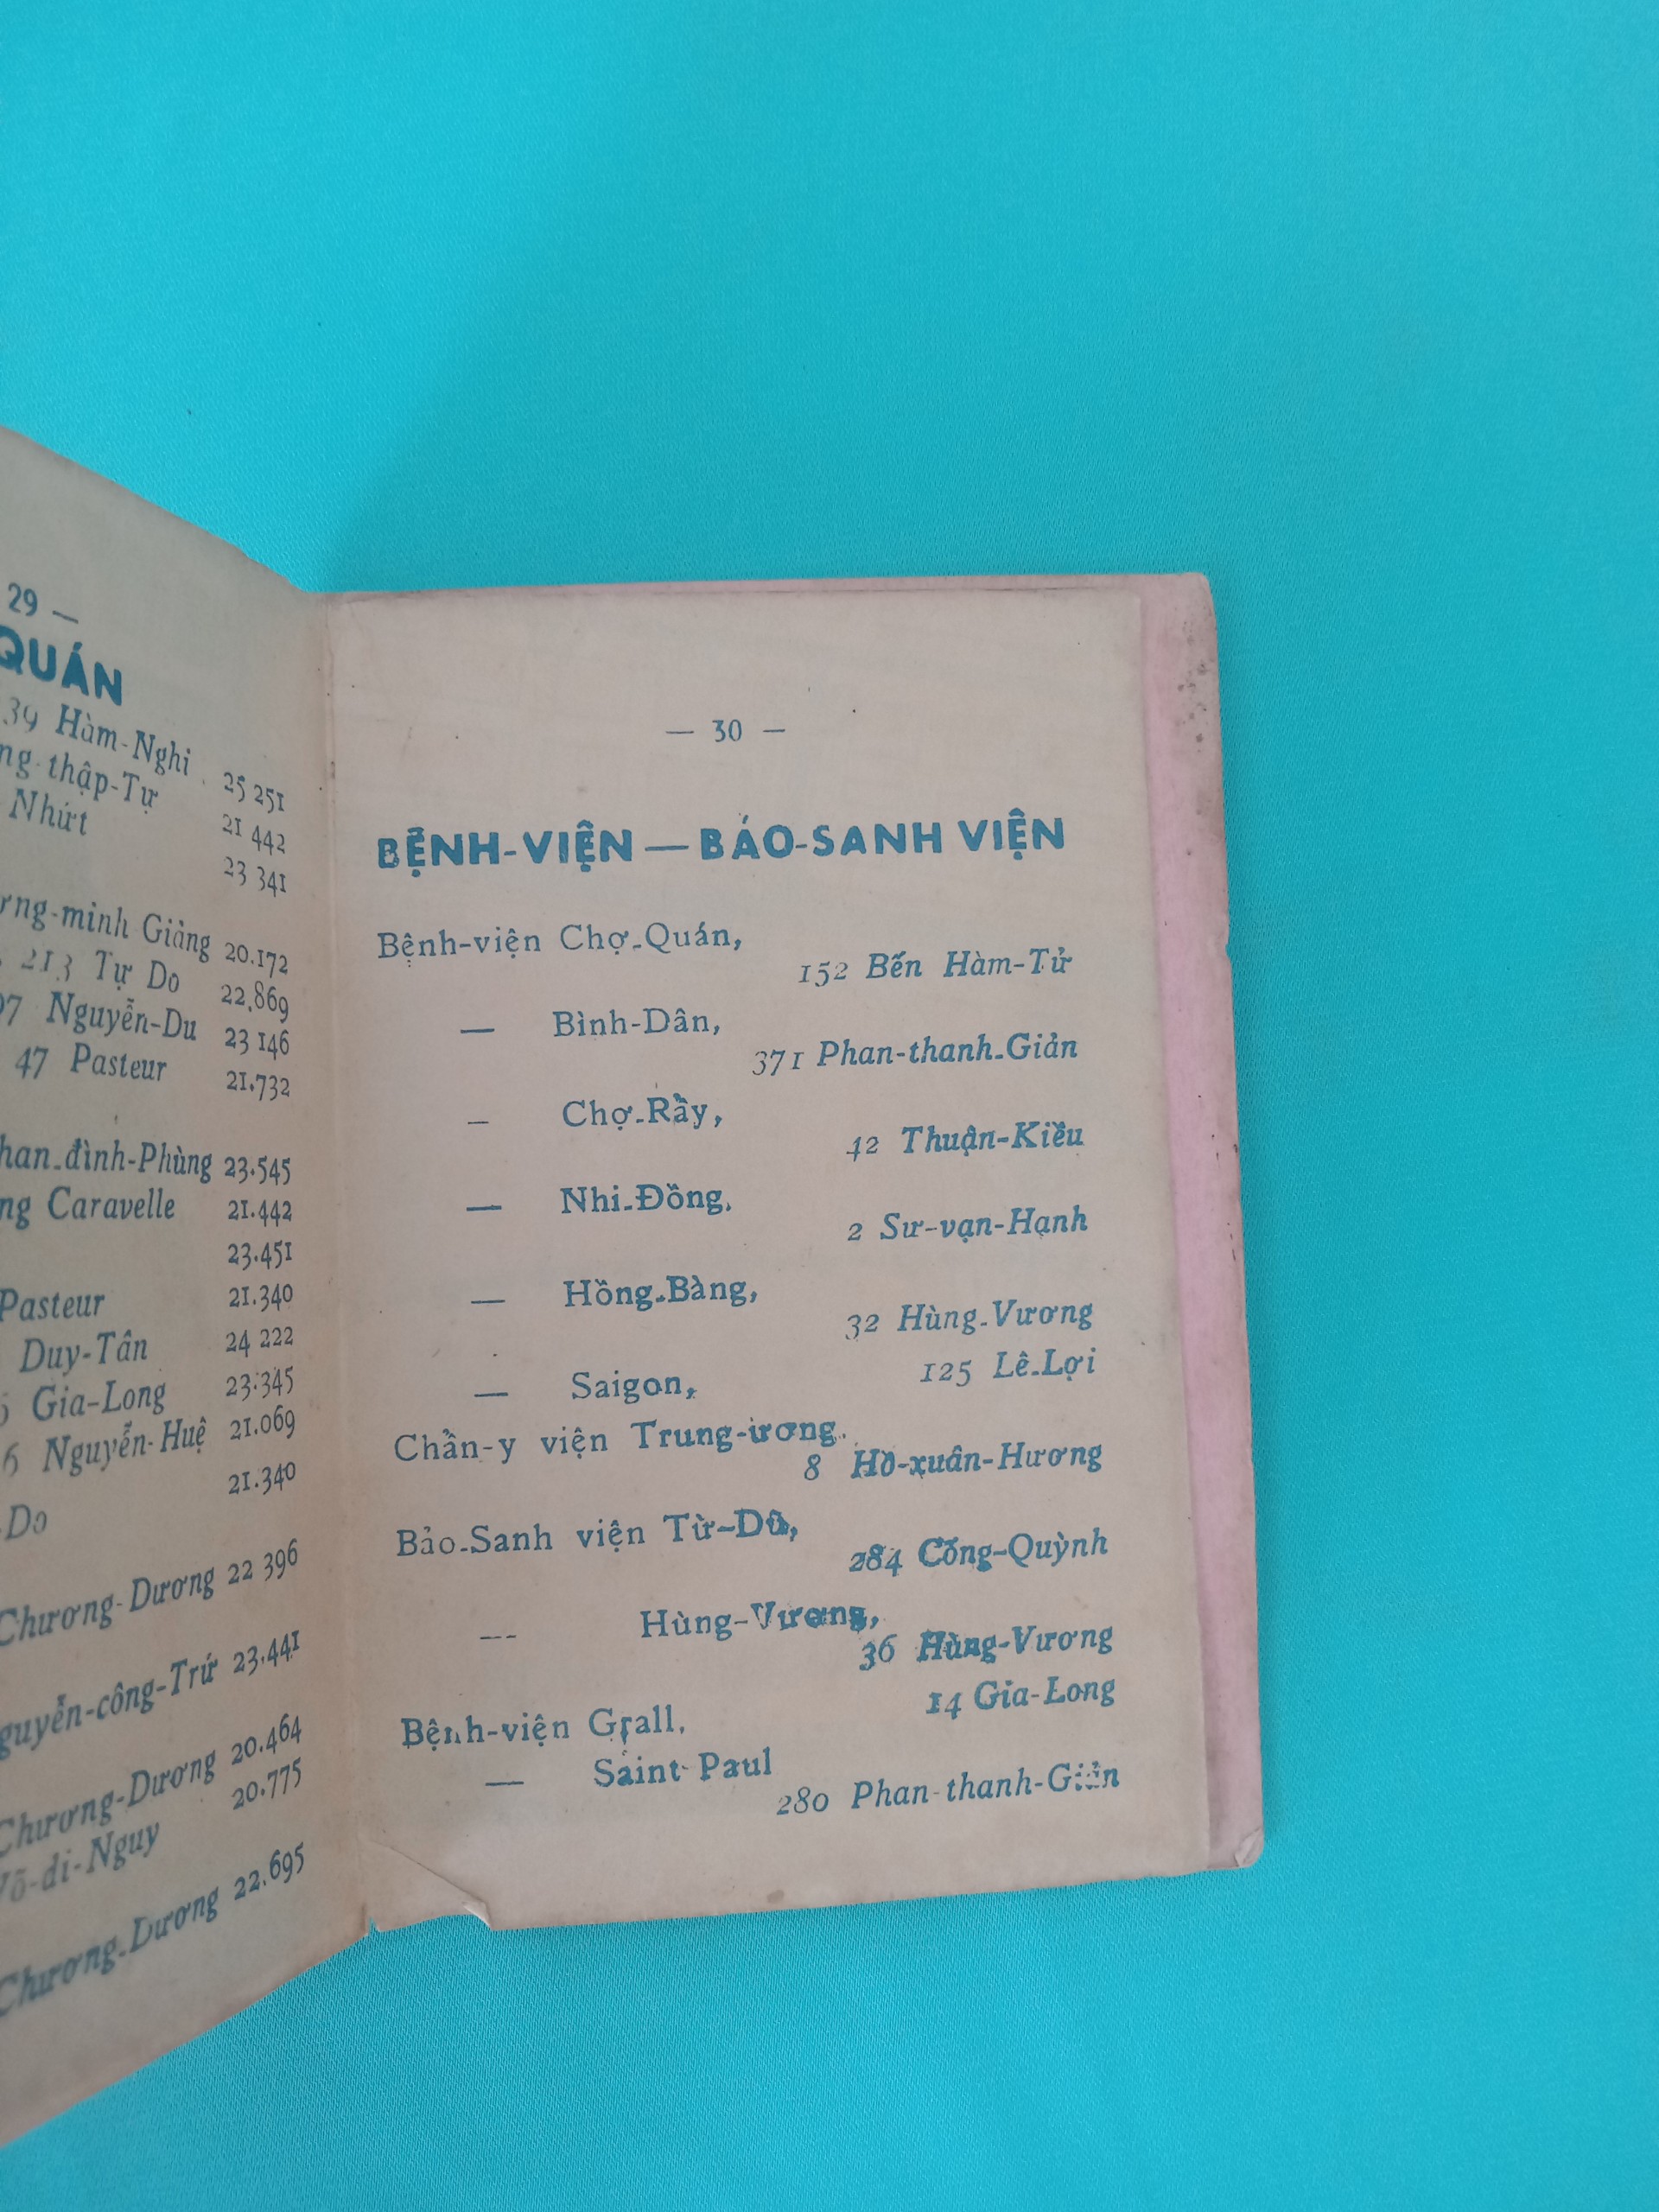 29 —
QUÁN
39 Hàm-Nghi 25 251
thập-Tự 21 442
Nhứt 23 341
minh Giảng 20.172
213 Tự Do 22.869
Nguyễn-Du 23 146
47 Pasteur 21.732
đình-Phùng 23.545
Caravelle 21.442
23.451
Pasteur 21.340
Duy-Tân 24 222
Gia-Long 23.345
Nguyễn-Huệ 21.069
21.340
Do
Chương-Dương 22 396
công-Trứ 23.441
Chương-Dương 20.464
Võ-di-Nguy 20.775
Chương-Dương 22.695
— 30 —
BỆNH-VIỆN — BẢO-SANH VIỆN
Bệnh-viện Chợ-Quán,
152 Bến Hàm-Tử
— Bình-Dân,
371 Phan-thanh-Giản
— Chợ-Rẫy,
42 Thuận-Kiều
— Nhi-Đồng,
2 Sư-vạn-Hạnh
— Hồng-Bàng,
32 Hùng-Vương
— Saigon, 125 Lê-Lợi
Chẩn-y viện Trung-ương.
8 Hồ-xuân-Hương
Bảo-Sanh viện Từ-Dũ,
284 Cống-Quỳnh
— Hùng-Vương,
36 Hùng-Vương
Bệnh-viện Grall, 14 Gia-Long
— Saint Paul
280 Phan-thanh-Giản